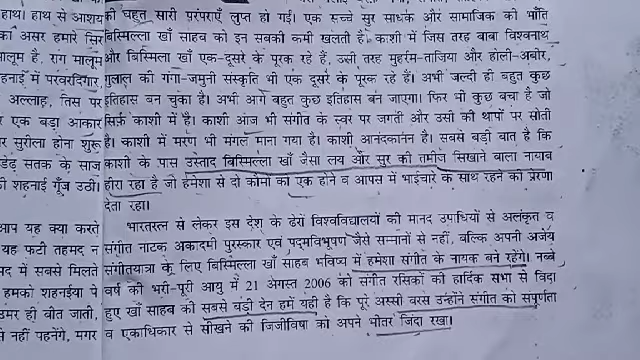 हाथ। हाथ से आशय की बहुत सारी परंपराएँ लुप्त हो गईं। एक सच्चे सुर साधक और सामाजिक की भाँति
का असर हमारे सिर बिस्मिल्ला खाँ साहब को इन सबकी कमी खलती है। काशी में जिस तरह बाबा विश्वनाथ
मालूम है, राग मालूम और बिस्मिल्ला खाँ एक-दूसरे के पूरक रहे हैं, उसी तरह मुहर्रम-ताजिया और होली-अबीर,
हनाई में परवरदिगार, गुलाल की गंगा-जमुनी संस्कृति भी एक दूसरे के पूरक रहे हैं। अभी जल्दी ही बहुत कुछ
अल्लाह, तिस पर इतिहास बन चुका है। अभी आगे बहुत कुछ इतिहास बन जाएगा। फिर भी कुछ बचा है जो
र एक बड़ा आकार सिर्फ़ काशी में है। काशी आज भी संगीत के स्वर पर जगती और उसी की थापों पर सोती
र सुरीला होना शुरू है। काशी में मरण भी मंगल माना गया है। काशी आनंदकानन है। सबसे बड़ी बात है कि
डेढ़ सतक के साज काशी के पास उस्ताद बिस्मिल्ला खाँ जैसा लय और सुर की तमीज सिखाने वाला नायाब
ी शहनाई गूँज उठी। हीरा रहा है जो हमेशा से दो कौमों का एक होने व आपस में भाईचारे के साथ रहने की प्रेरणा
देता रहा।
भारतरत्न से लेकर इस देश के ढेरों विश्वविद्यालयों की मानद उपाधियों से अलंकृत व
आप यह क्या करते
यह फटी तहमद न संगीत नाटक अकादमी पुरस्कार एवं पद्मविभूषण जैसे सम्मानों से नहीं, बल्कि अपनी अजेय
मद में सबसे मिलते संगीतयात्रा के लिए बिस्मिल्ला खाँ साहब भविष्य में हमेशा संगीत के नायक बने रहेंगे। नब्बे
हमको शहनईया पे वर्ष की भरी-पूरी आयु में 21 अगस्त 2006 को संगीत रसिकों की हार्दिक सभा से विदा
उमर ही बीत जाती, हुए खाँ साहब की सबसे बड़ी देन हमें यही है कि पूरे अस्सी बरस उन्होंने संगीत को संपूर्णता
से नहीं पहनेंगे, मगर व एकाधिकार से सीखने की जिजीविषा को अपने भीतर जिंदा रखा।